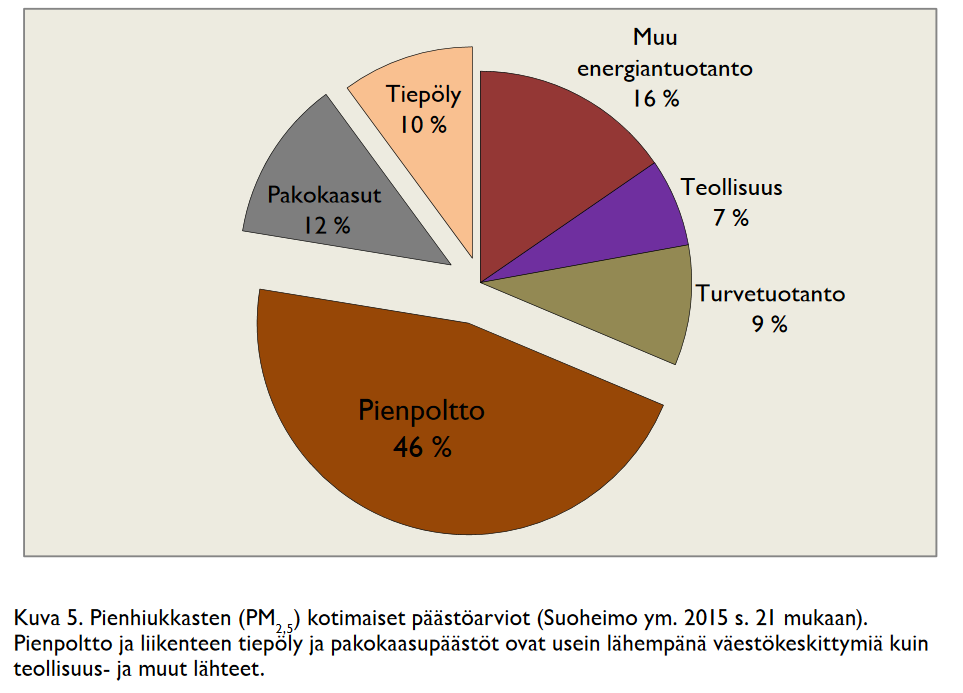 Muu
energiantuotanto
16 %
Teollisuus
7 %
Turvetuotanto
9 %
Pienpoltto
46 %
Pakokaasut
12 %
Tiepöly
10 %
Kuva 5. Pienhiukkasten (PM2,5) kotimaiset päästöarviot (Suoheimo ym. 2015 s. 21 mukaan).
Pienpoltto ja liikenteen tiepöly ja pakokaasupäästöt ovat usein lähempänä väestökeskittymiä kuin
teollisuus- ja muut lähteet.